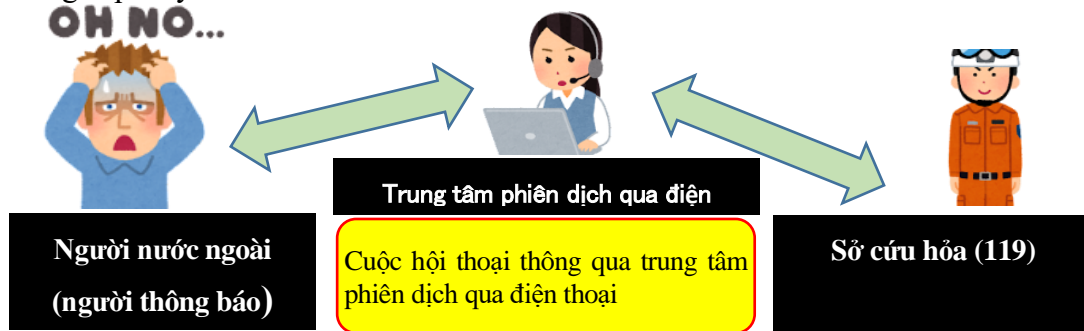 OH NO...
Trung tâm phiên dịch qua điện
Người nước ngoài
(người thông báo)
Cuộc hội thoại thông qua trung tâm
phiên dịch qua điện thoại
Sở cứu hỏa (119)